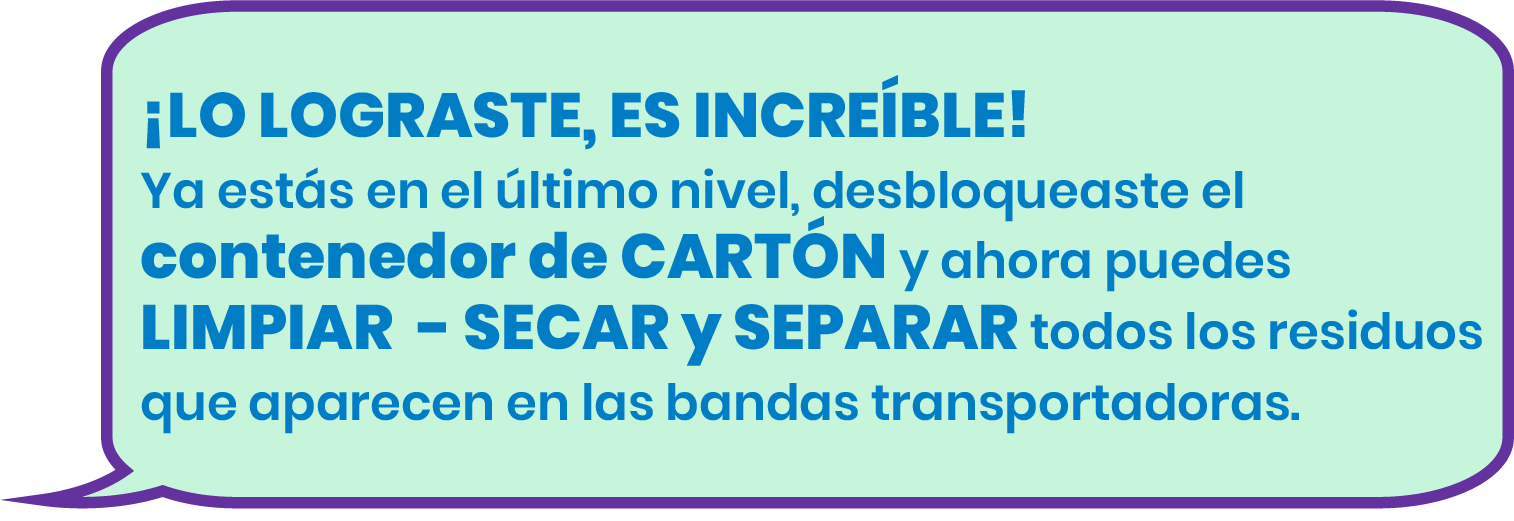 ¡LO LOGRASTE, ES INCREÍBLE!
Ya estás en el último nivel, desbloqueaste el
contenedor de CARTÓN y ahora puedes
LIMPIAR - SECAR y SEPARAR todos los residuos
que aparecen en las bandas transportadoras.